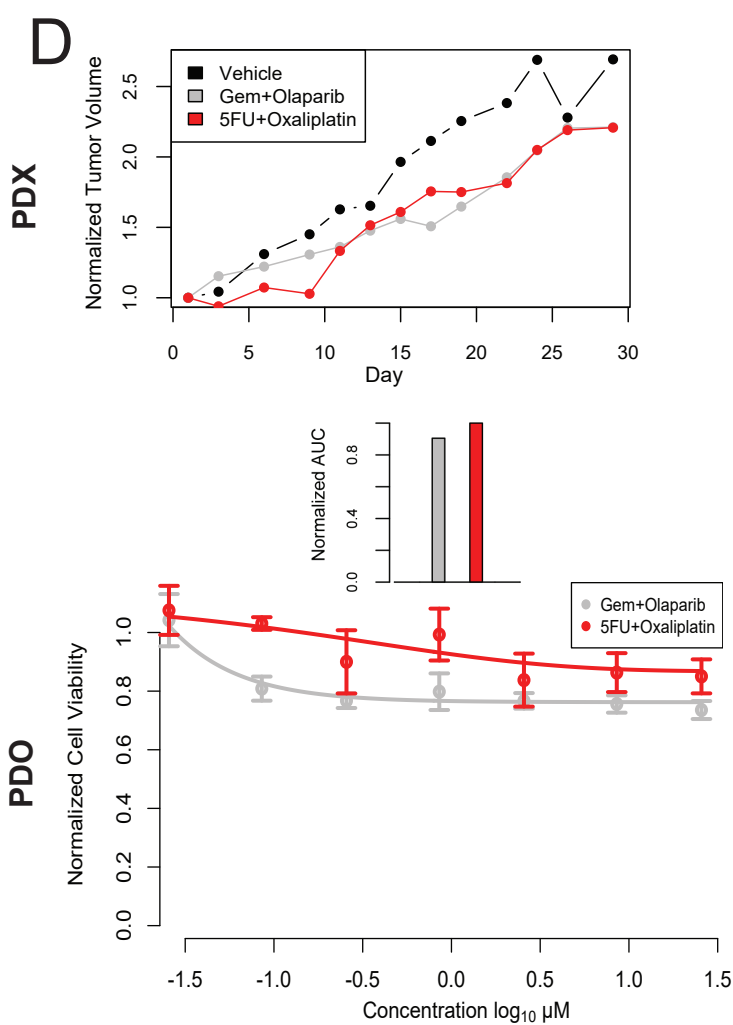 D
PDX
Normalized Tumor Volume
1.0 1.5 2.0 2.5
Vehicle
Gem+Olaparib
5FU+Oxaliplatin
0 5 10 15 20 25 30
Day
Normalized AUC
0.0 0.4 0.8
PDO
Normalized Cell Viability
0.0 0.2 0.4 0.6 0.8 1.0
Gem+Olaparib
5FU+Oxaliplatin
-1.5 -1.0 -0.5 0.0 0.5 1.0 1.5
Concentration log₁₀ µM